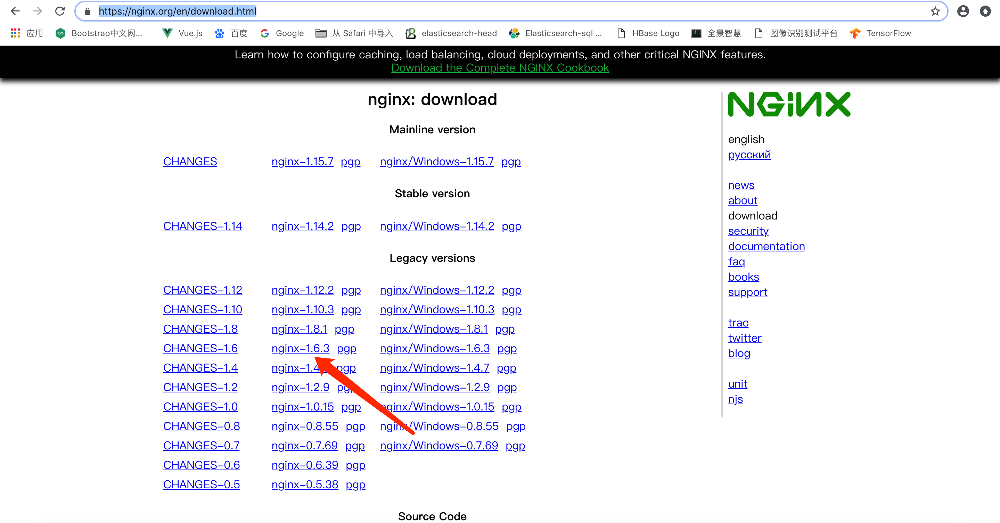 https://nginx.org/en/download.html
应用 Bootstrap中文网... Vue.js 百度 Google 从 Safari 中导入 elasticsearch-head Elasticsearch-sql ... HBase Logo 全景智慧 图像识别测试平台 TensorFlow
Learn how to configure caching, load balancing, cloud deployments, and other critical NGINX features.
Download the Complete NGINX Cookbook
nginx: download
Mainline version
CHANGES nginx-1.15.7 pgp nginx/Windows-1.15.7 pgp
Stable version
CHANGES-1.14 nginx-1.14.2 pgp nginx/Windows-1.14.2 pgp
Legacy versions
CHANGES-1.12 nginx-1.12.2 pgp nginx/Windows-1.12.2 pgp
CHANGES-1.10 nginx-1.10.3 pgp nginx/Windows-1.10.3 pgp
CHANGES-1.8 nginx-1.8.1 pgp nginx/Windows-1.8.1 pgp
CHANGES-1.6 nginx-1.6.3 pgp nginx/Windows-1.6.3 pgp
CHANGES-1.4 pgp nginx/Windows-1.4.7 pgp
CHANGES-1.2 nginx-1.2.9 pgp nginx/Windows-1.2.9 pgp
CHANGES-1.0 nginx-1.0.15 pgp nginx/Windows-1.0.15 pgp
CHANGES-0.8 nginx-0.8.55 pgp nginx/Windows-0.8.55 pgp
CHANGES-0.7 nginx-0.7.69 pgp nginx/Windows-0.7.69 pgp
CHANGES-0.6 nginx-0.6.39 pgp
CHANGES-0.5 nginx-0.5.38 pgp
Source Code
NGINX
english
русский
news
about
download
security
documentation
faq
books
support
trac
twitter
blog
unit
njs